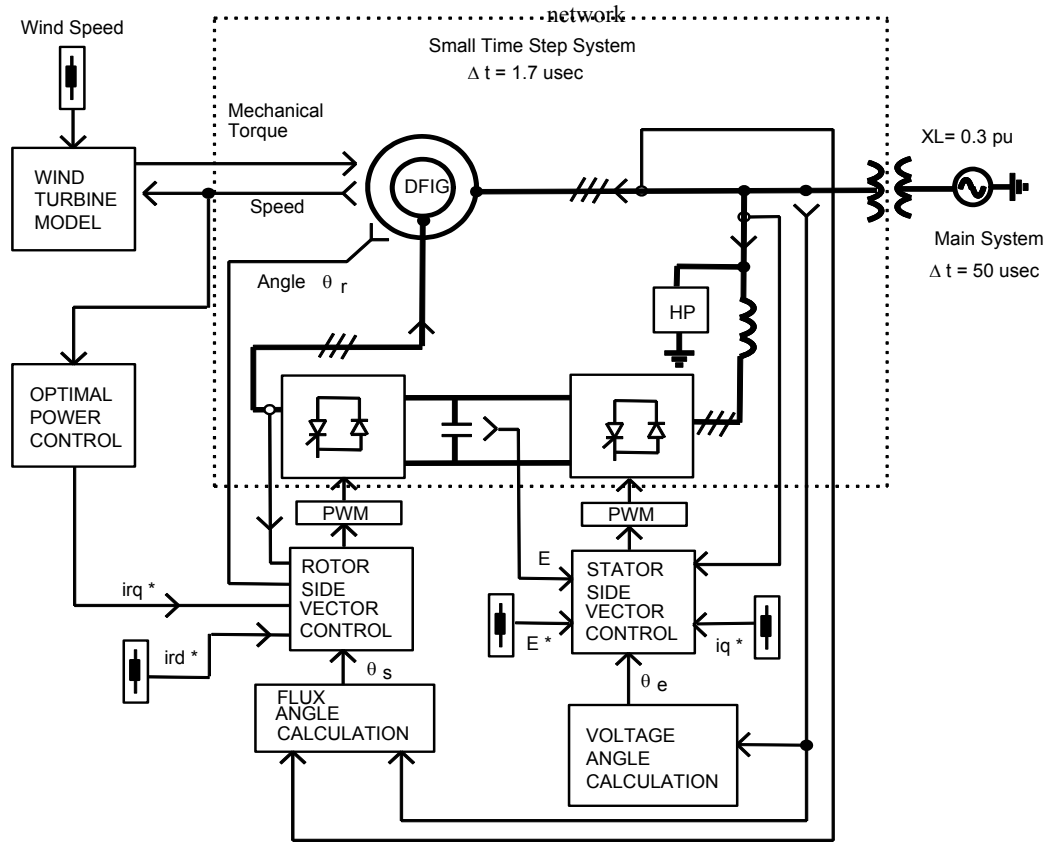 network
Wind Speed
Small Time Step System
Δ t = 1.7 usec
Mechanical
Torque
XL= 0.3 pu
WIND
TURBINE
MODEL
DFIG
Speed
Main System
Δ t = 50 usec
Angle θ r
HP
OPTIMAL
POWER
CONTROL
PWM
PWM
ROTOR
SIDE
VECTOR
CONTROL
E
STATOR
SIDE
VECTOR
CONTROL
irq *
E *
iq *
ird *
θ s
θ e
FLUX
ANGLE
CALCULATION
VOLTAGE
ANGLE
CALCULATION